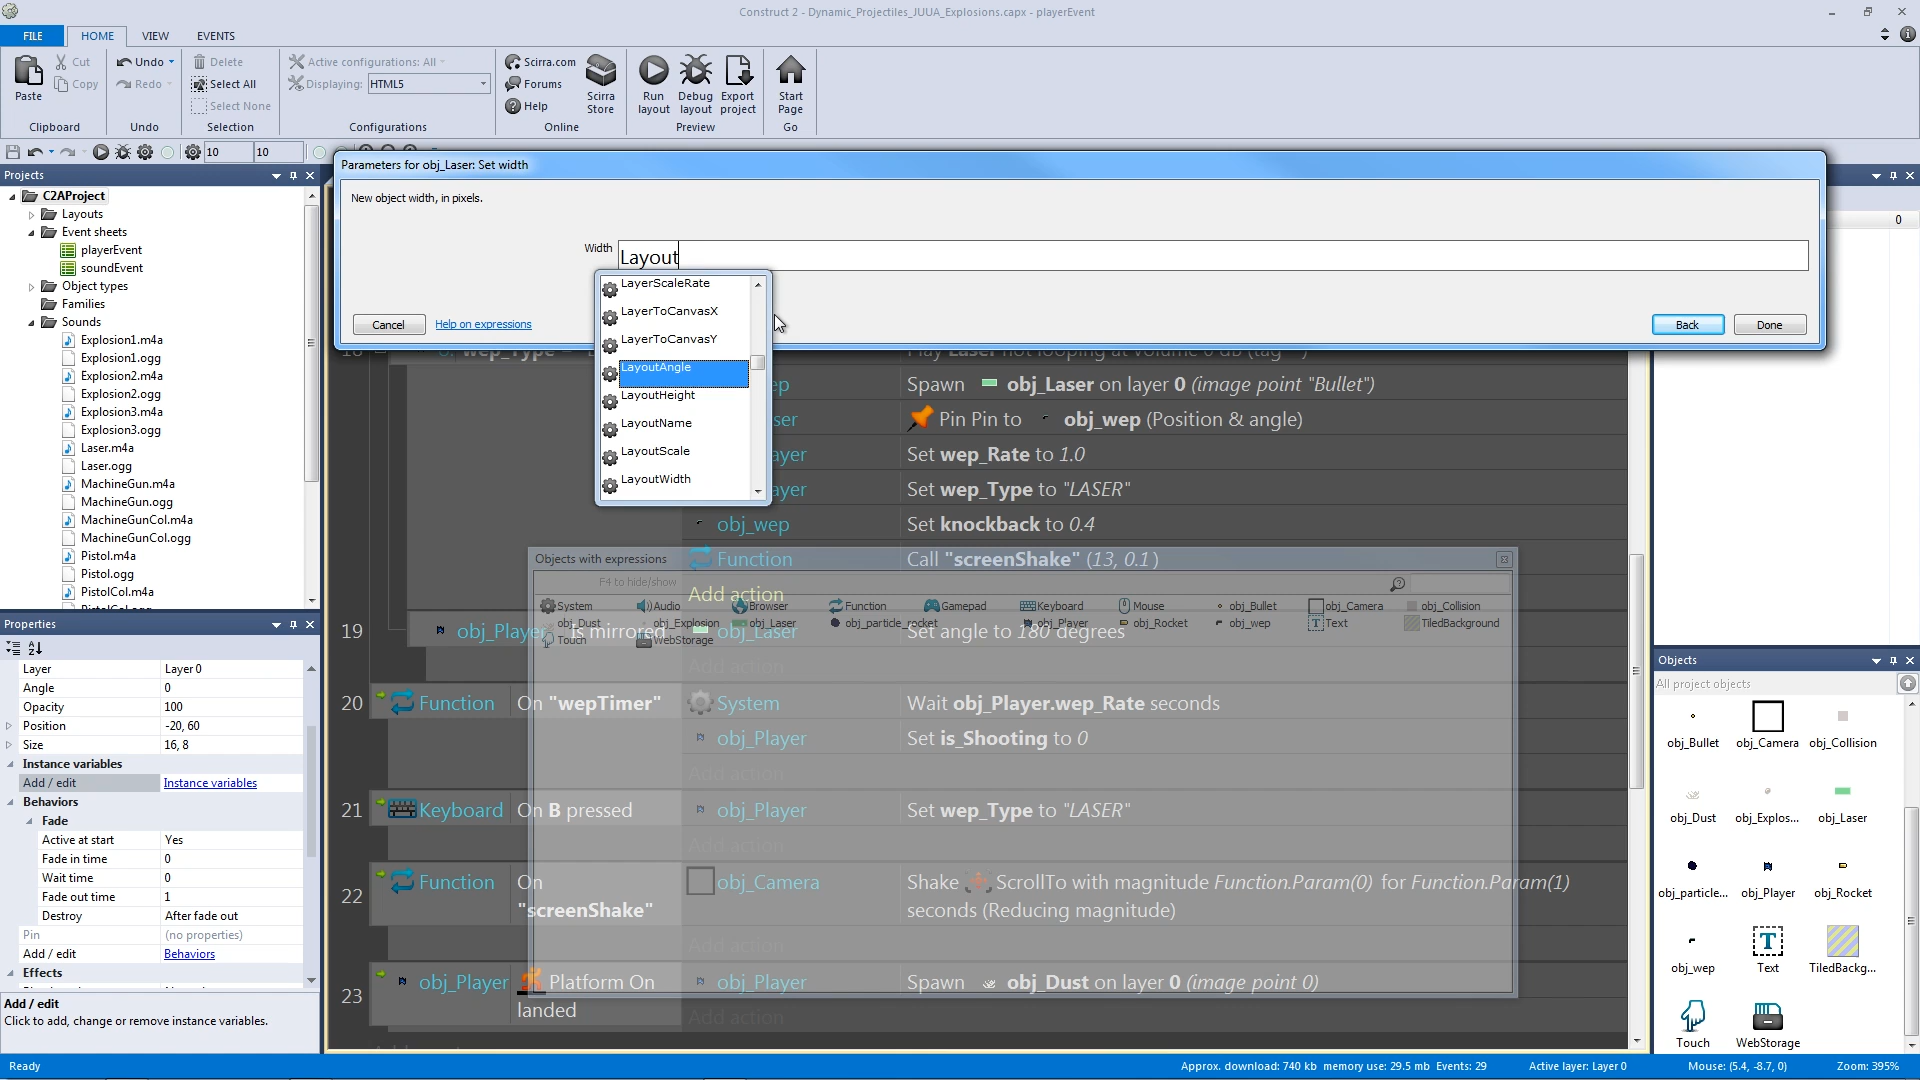 Construct 2 - Dynamic_Projectiles_JUUA_Explosions.capx - playerEvent
FILE HOME VIEW EVENTS
Paste
Cut
Copy
Clipboard
Undo
Redo
Undo
Delete
Select All
Select None
Selection
Active configurations: All
Displaying: HTML5
Configurations
Scirra.com
Forums
Help
Scirra Store
Online
Run layout
Debug layout
Export project
Preview
Start Page
Go
10 10
Projects
C2AProject
Layouts
Event sheets
playerEvent
soundEvent
Object types
Families
Sounds
Explosion1.m4a
Explosion1.ogg
Explosion2.m4a
Explosion2.ogg
Explosion3.m4a
Explosion3.ogg
Laser.m4a
Laser.ogg
MachineGun.m4a
MachineGun.ogg
MachineGunCol.m4a
MachineGunCol.ogg
Pistol.m4a
Pistol.ogg
PistolCol.m4a
Properties
Layer Layer 0
Angle 0
Opacity 100
Position -20, 60
Size 16, 8
Instance variables
Add / edit Instance variables
Behaviors
Fade
Active at start Yes
Fade in time 0
Wait time 0
Fade out time 1
Destroy After fade out
Pin (no properties)
Add / edit Behaviors
Effects
Add / edit
Click to add, change or remove instance variables.
Parameters for obj_Laser: Set width
New object width, in pixels.
Width Layout
LayerScaleRate
LayerToCanvasX
LayerToCanvasY
LayoutAngle
LayoutHeight
LayoutName
LayoutScale
LayoutWidth
Cancel Help on expressions Back Done
Spawn obj_Laser on layer 0 (image point "Bullet")
Pin Pin to obj_wep (Position & angle)
Set wep_Rate to 1.0
Set wep_Type to "LASER"
obj_wep Set knockback to 0.4
Function Call "screenShake" (13, 0.1 )
Add action
Objects with expressions
F4 to hide/show
System Audio Browser Function Gamepad Keyboard Mouse obj_Bullet obj_Camera obj_Collision
obj_Dust obj_Explosion obj_Laser obj_particle_rocket obj_Player obj_Rocket obj_wep Text TiledBackground
Touch WebStorage
19 obj_Player is mirrored obj_Laser Set angle to 180 degrees
Add action
20 Function On "wepTimer" System Wait obj_Player.wep_Rate seconds
obj_Player Set is_Shooting to 0
Add action
21 Keyboard On B pressed obj_Player Set wep_Type to "LASER"
Add action
22 Function On "screenShake" obj_Camera Shake ScrollTo with magnitude Function.Param(0) for Function.Param(1)
seconds (Reducing magnitude)
Add action
23 obj_Player Platform On landed obj_Player Spawn obj_Dust on layer 0 (image point 0)
Add action
0
Objects
All project objects
obj_Bullet obj_Camera obj_Collision
obj_Dust obj_Explos... obj_Laser
obj_particle... obj_Player obj_Rocket
obj_wep Text TiledBackg...
Touch WebStorage
Ready Approx. download: 740 kb memory use: 29.5 mb Events: 29 Active layer: Layer 0 Mouse: (5.4, -8.7, 0) Zoom: 395%